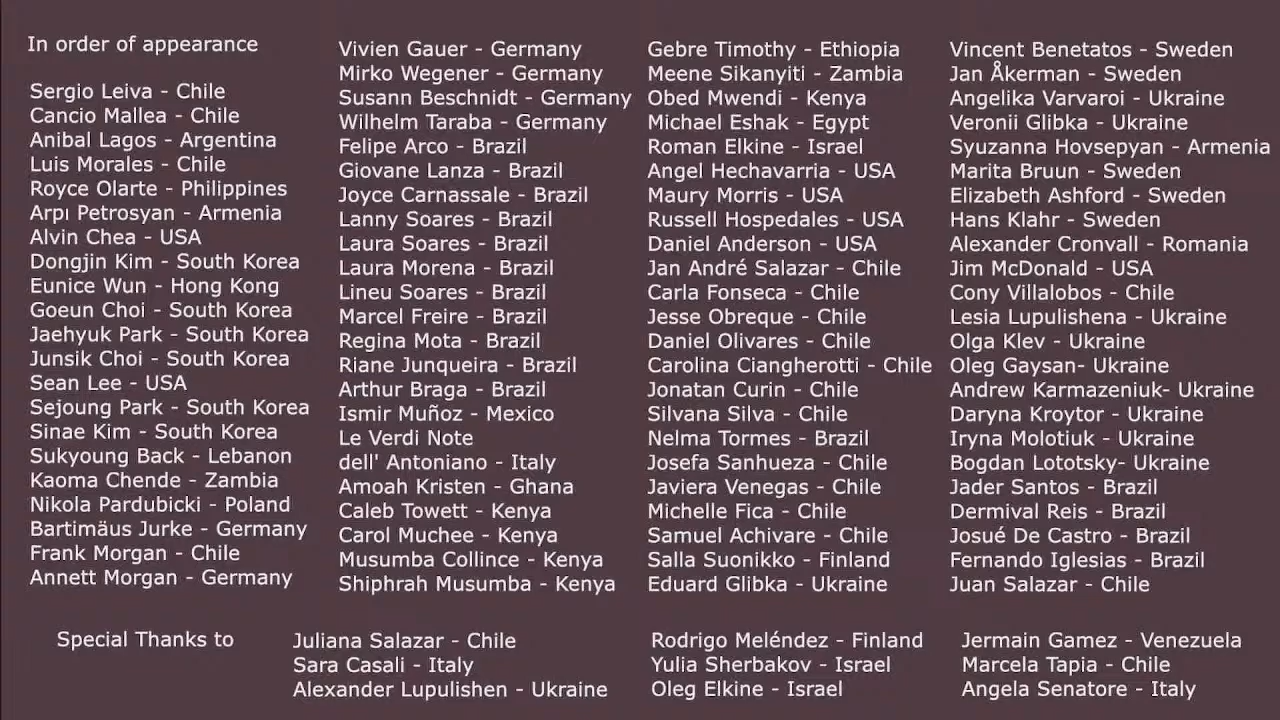 In order of appearance
Sergio Leiva - Chile
Cancio Mallea - Chile
Anibal Lagos - Argentina
Luis Morales - Chile
Royce Olarte - Philippines
Arpı Petrosyan - Armenia
Alvin Chea - USA
Dongjin Kim - South Korea
Eunice Wun - Hong Kong
Goeun Choi - South Korea
Jaehyuk Park - South Korea
Junsik Choi - South Korea
Sean Lee - USA
Sejoung Park - South Korea
Sinae Kim - South Korea
Sukyoung Back - Lebanon
Kaoma Chende - Zambia
Nikola Pardubicki - Poland
Bartimäus Jurke - Germany
Frank Morgan - Chile
Annett Morgan - Germany
Vivien Gauer - Germany
Mirko Wegener - Germany
Susann Beschnidt - Germany
Wilhelm Taraba - Germany
Felipe Arco - Brazil
Giovane Lanza - Brazil
Joyce Carnassale - Brazil
Lanny Soares - Brazil
Laura Soares - Brazil
Laura Morena - Brazil
Lineu Soares - Brazil
Marcel Freire - Brazil
Regina Mota - Brazil
Riane Junqueira - Brazil
Arthur Braga - Brazil
Ismir Muñoz - Mexico
Le Verdi Note
dell' Antoniano - Italy
Amoah Kristen - Ghana
Caleb Towett - Kenya
Carol Muchee - Kenya
Musumba Collince - Kenya
Shiphrah Musumba - Kenya
Gebre Timothy - Ethiopia
Meene Sikanyiti - Zambia
Obed Mwendi - Kenya
Michael Eshak - Egypt
Roman Elkine - Israel
Angel Hechavarria - USA
Maury Morris - USA
Russell Hospedales - USA
Daniel Anderson - USA
Jan André Salazar - Chile
Carla Fonseca - Chile
Jesse Obreque - Chile
Daniel Olivares - Chile
Carolina Ciangherotti - Chile
Jonatan Curin - Chile
Silvana Silva - Chile
Nelma Tormes - Brazil
Josefa Sanhueza - Chile
Javiera Venegas - Chile
Michelle Fica - Chile
Samuel Achivare - Chile
Salla Suonikko - Finland
Eduard Glibka - Ukraine
Vincent Benetatos - Sweden
Jan Åkerman - Sweden
Angelika Varvaroi - Ukraine
Veronii Glibka - Ukraine
Syuzanna Hovsepyan - Armenia
Marita Bruun - Sweden
Elizabeth Ashford - Sweden
Hans Klahr - Sweden
Alexander Cronvall - Romania
Jim McDonald - USA
Cony Villalobos - Chile
Lesia Lupulishena - Ukraine
Olga Klev - Ukraine
Oleg Gaysan- Ukraine
Andrew Karmazeniuk- Ukraine
Daryna Kroytor - Ukraine
Iryna Molotiuk - Ukraine
Bogdan Lototsky- Ukraine
Jader Santos - Brazil
Dermival Reis - Brazil
Josué De Castro - Brazil
Fernando Iglesias - Brazil
Juan Salazar - Chile
Special Thanks to
Juliana Salazar - Chile
Sara Casali - Italy
Alexander Lupulishen - Ukraine
Rodrigo Meléndez - Finland
Yulia Sherbakov - Israel
Oleg Elkine - Israel
Jermain Gamez - Venezuela
Marcela Tapia - Chile
Angela Senatore - Italy